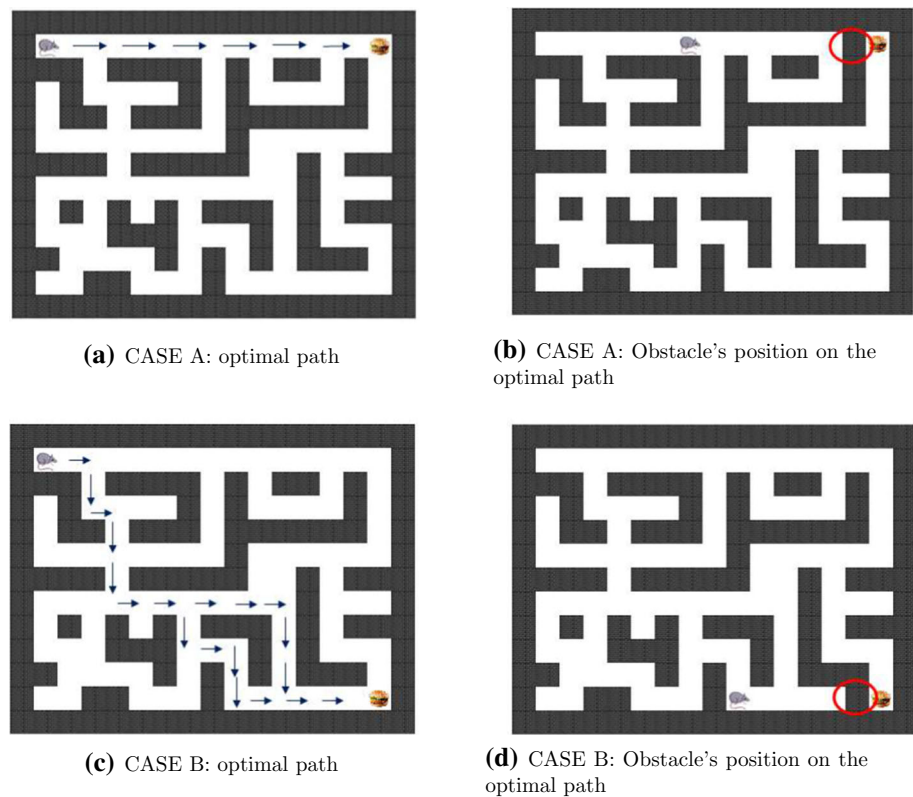 (a) CASE A: optimal path
(b) CASE A: Obstacle's position on the
optimal path
(c) CASE B: optimal path
(d) CASE B: Obstacle's position on the
optimal path